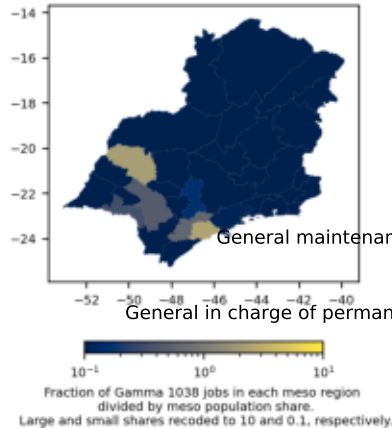 −14
−16
−18
−20
−22
−24
General maintenan
−52 −50 −48 −46 −44 −42 −40
General in charge of perman
10⁻¹ 10⁰ 10¹
Fraction of Gamma 1038 jobs in each meso region
divided by meso population share.
Large and small shares recoded to 10 and 0.1, respectively